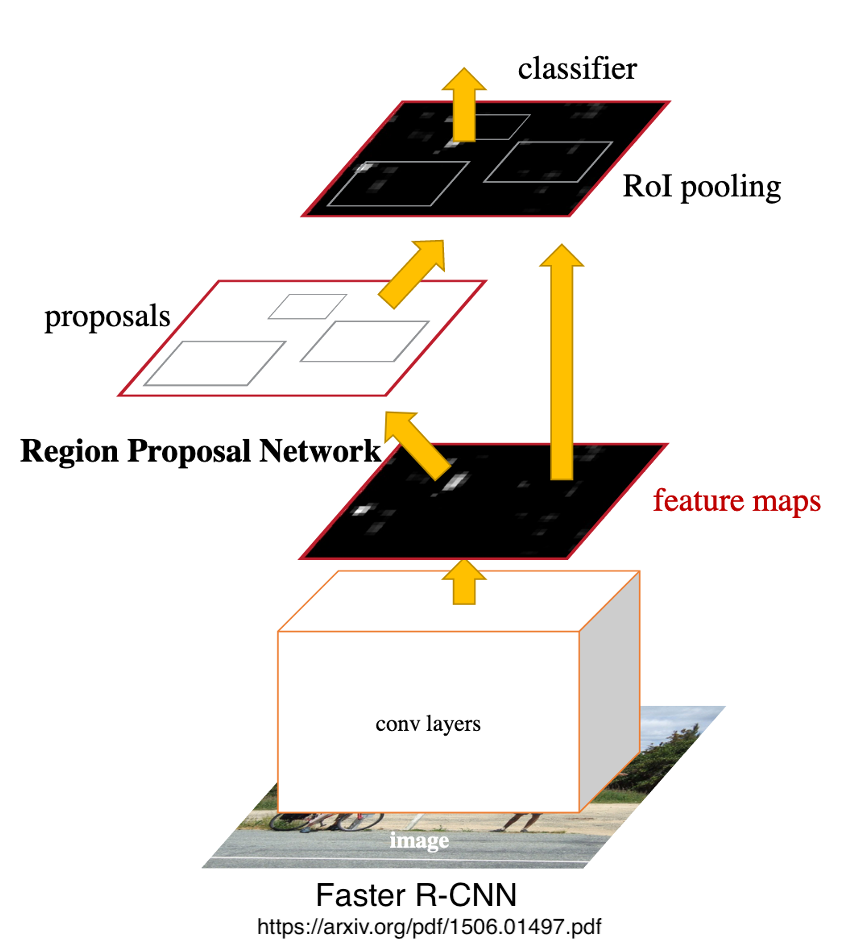 classifier
RoI pooling
proposals
Region Proposal Network
feature maps
conv layers
image
Faster R-CNN
https://arxiv.org/pdf/1506.01497.pdf